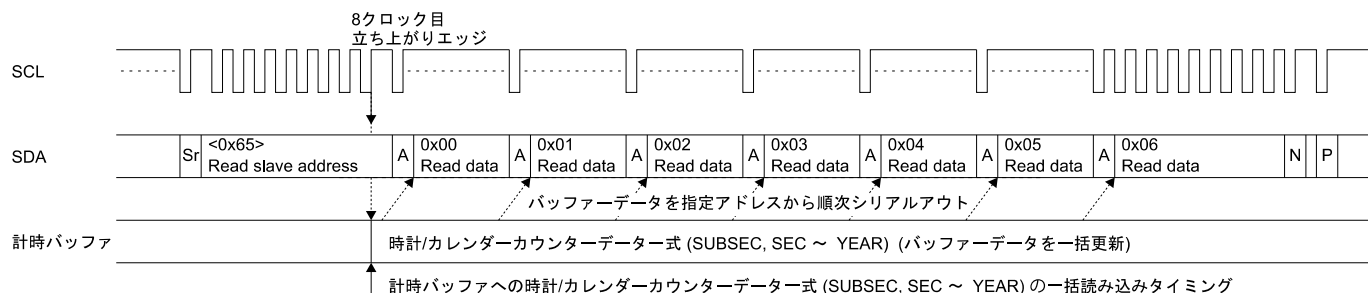 8クロック目
立ち上がりエッジ
SCL
SDA
Sr
<0x65>
Read slave address
A
0x00
Read data
A
0x01
Read data
A
0x02
Read data
A
0x03
Read data
A
0x04
Read data
A
0x05
Read data
A
0x06
Read data
N
P
バッファーデータを指定アドレスから順次シリアルアウト
計時バッファ
時計/カレンダーカウンターデータ一式 (SUBSEC, SEC ～ YEAR) (バッファーデータを一括更新)
計時バッファへの時計/カレンダーカウンターデータ一式 (SUBSEC, SEC ～ YEAR) の一括読み込みタイミング